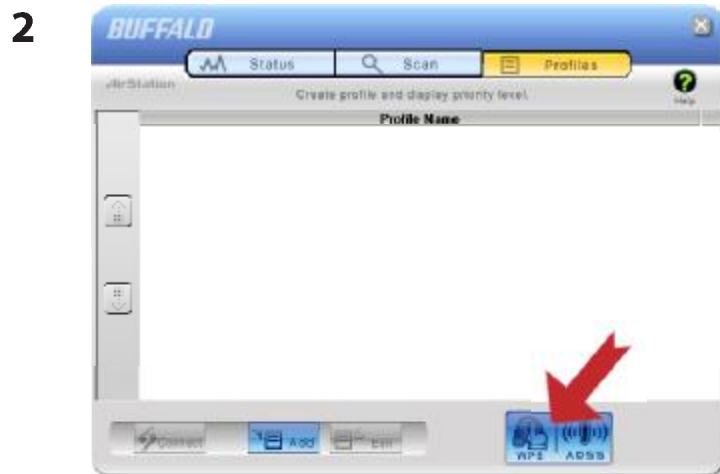 2
BUFFALO
Status Scan Profiles
AirStation
Create profile and display priority level.
Help
Profile Name
Connect Add Edit
WPS AOSS